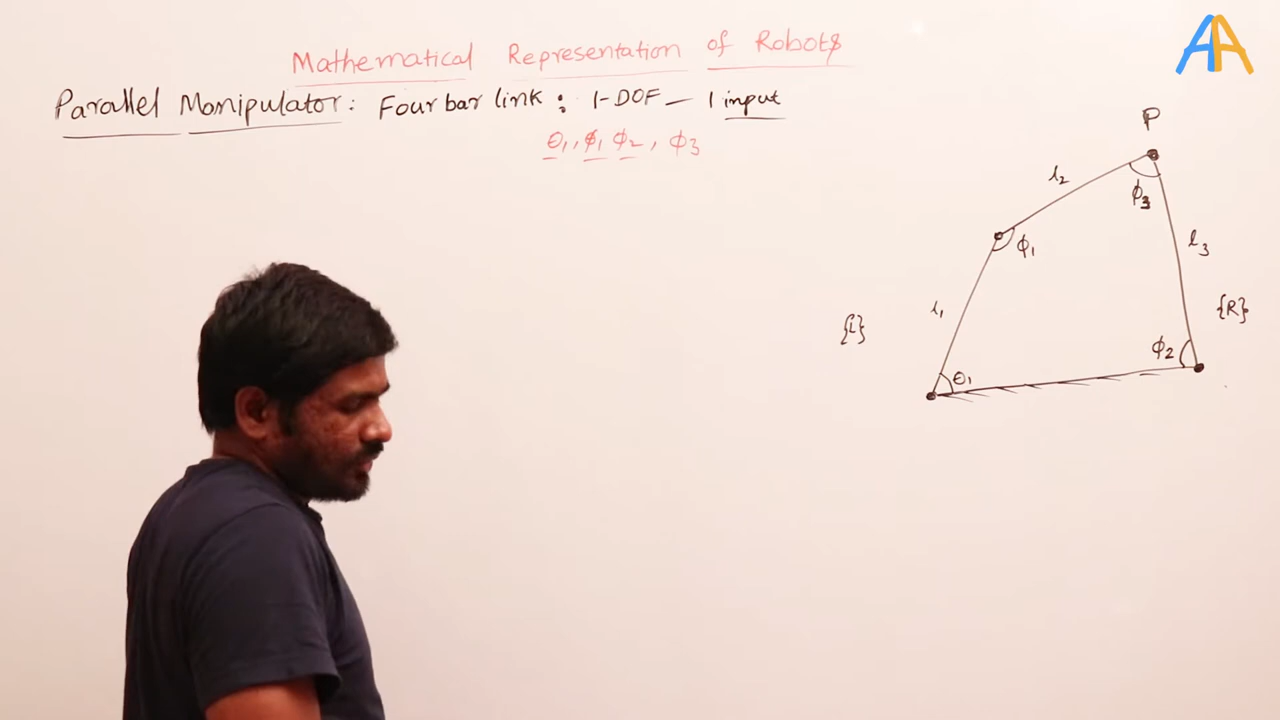 Mathematical Representation of Robots
Parallel Manipulator: Four bar link: 1-DOF — 1 input
θ₁, ϕ₁ ϕ₂, ϕ₃
AA
P
l₂
ϕ₃
ϕ₁
l₃
l₁
{L}
{R}
ϕ₂
θ₁